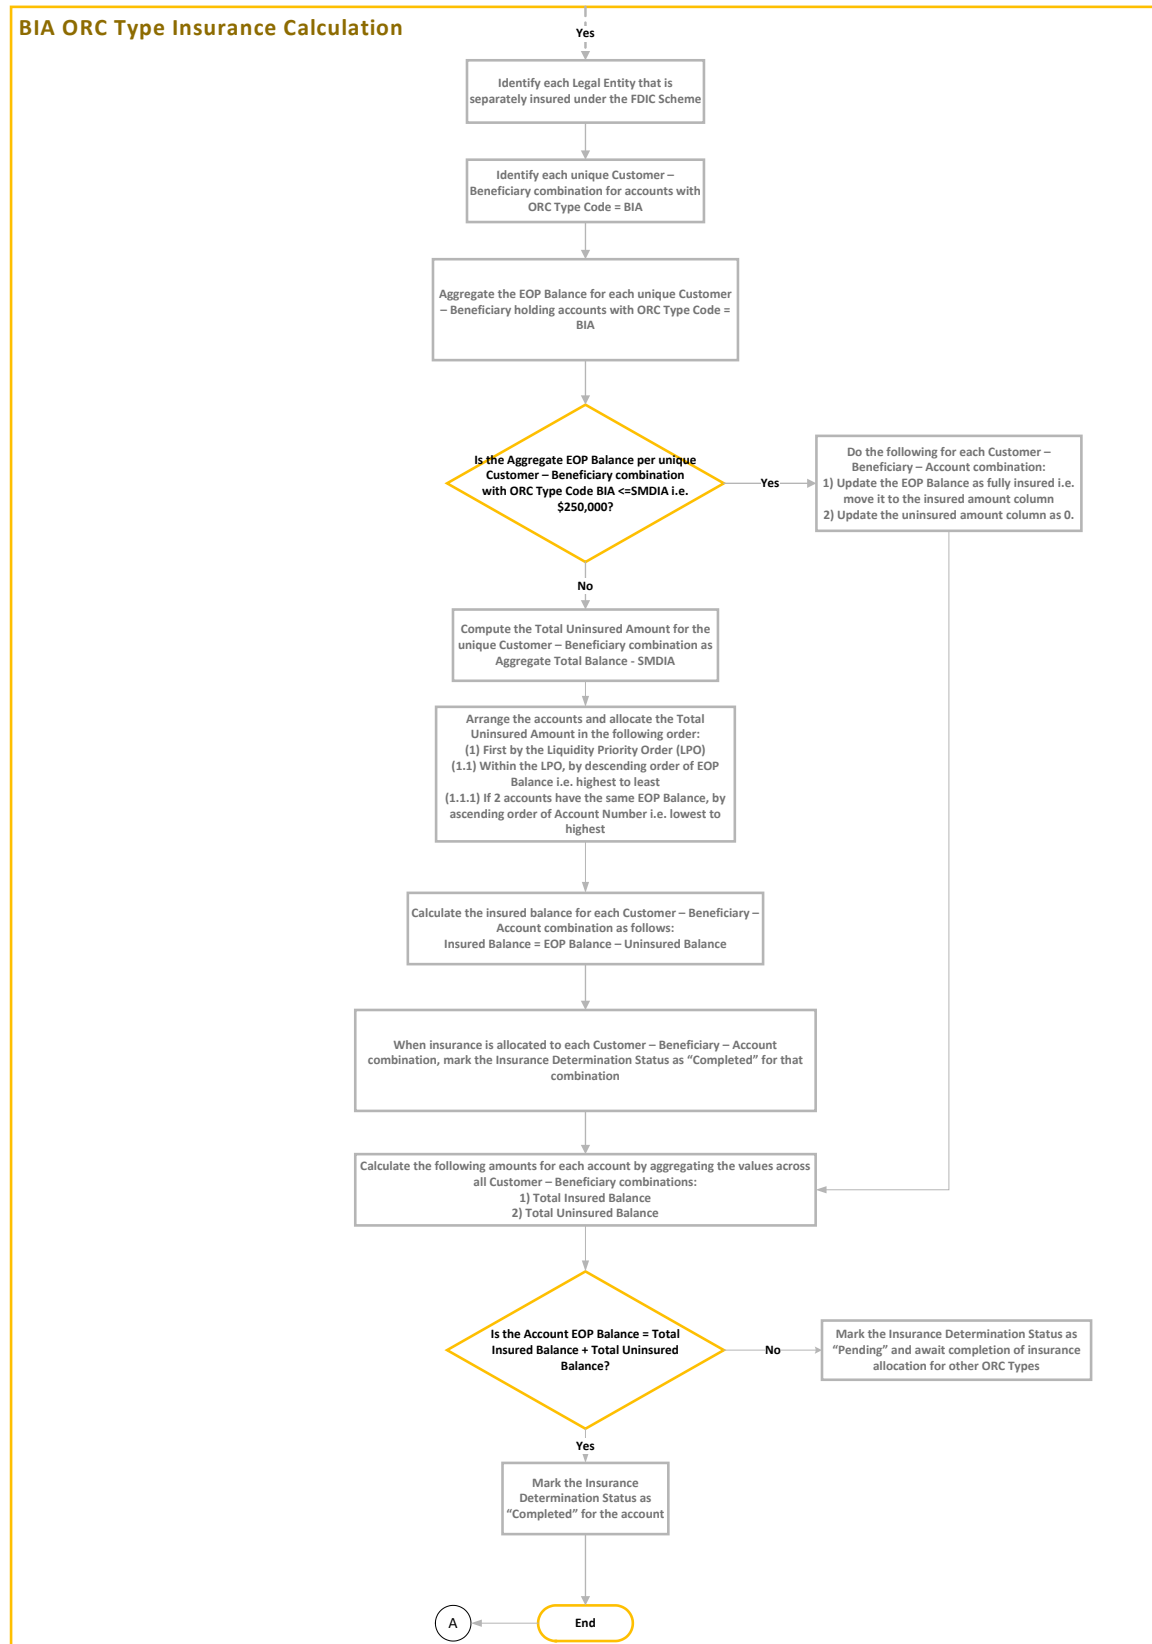 BIA ORC Type Insurance Calculation
Yes
Identify each Legal Entity that is
separately insured under the FDIC Scheme
Identify each unique Customer –
Beneficiary combination for accounts with
ORC Type Code = BIA
Aggregate the EOP Balance for each unique Customer
– Beneficiary holding accounts with ORC Type Code =
BIA
Is the Aggregate EOP Balance per unique
Customer – Beneficiary combination
with ORC Type Code BIA <=SMDIA i.e.
$250,000?
Yes
Do the following for each Customer –
Beneficiary – Account combination:
1) Update the EOP Balance as fully insured i.e.
move it to the insured amount column
2) Update the uninsured amount column as 0.
No
Compute the Total Uninsured Amount for the
unique Customer – Beneficiary combination as
Aggregate Total Balance - SMDIA
Arrange the accounts and allocate the Total
Uninsured Amount in the following order:
(1) First by the Liquidity Priority Order (LPO)
(1.1) Within the LPO, by descending order of EOP
Balance i.e. highest to least
(1.1.1) If 2 accounts have the same EOP Balance, by
ascending order of Account Number i.e. lowest to
highest
Calculate the insured balance for each Customer – Beneficiary –
Account combination as follows:
Insured Balance = EOP Balance – Uninsured Balance
When insurance is allocated to each Customer – Beneficiary – Account
combination, mark the Insurance Determination Status as “Completed” for that
combination
Calculate the following amounts for each account by aggregating the values across
all Customer – Beneficiary combinations:
1) Total Insured Balance
2) Total Uninsured Balance
Is the Account EOP Balance = Total
Insured Balance + Total Uninsured
Balance?
No
Mark the Insurance Determination Status as
“Pending” and await completion of insurance
allocation for other ORC Types
Yes
Mark the Insurance
Determination Status as
“Completed” for the account
A
End